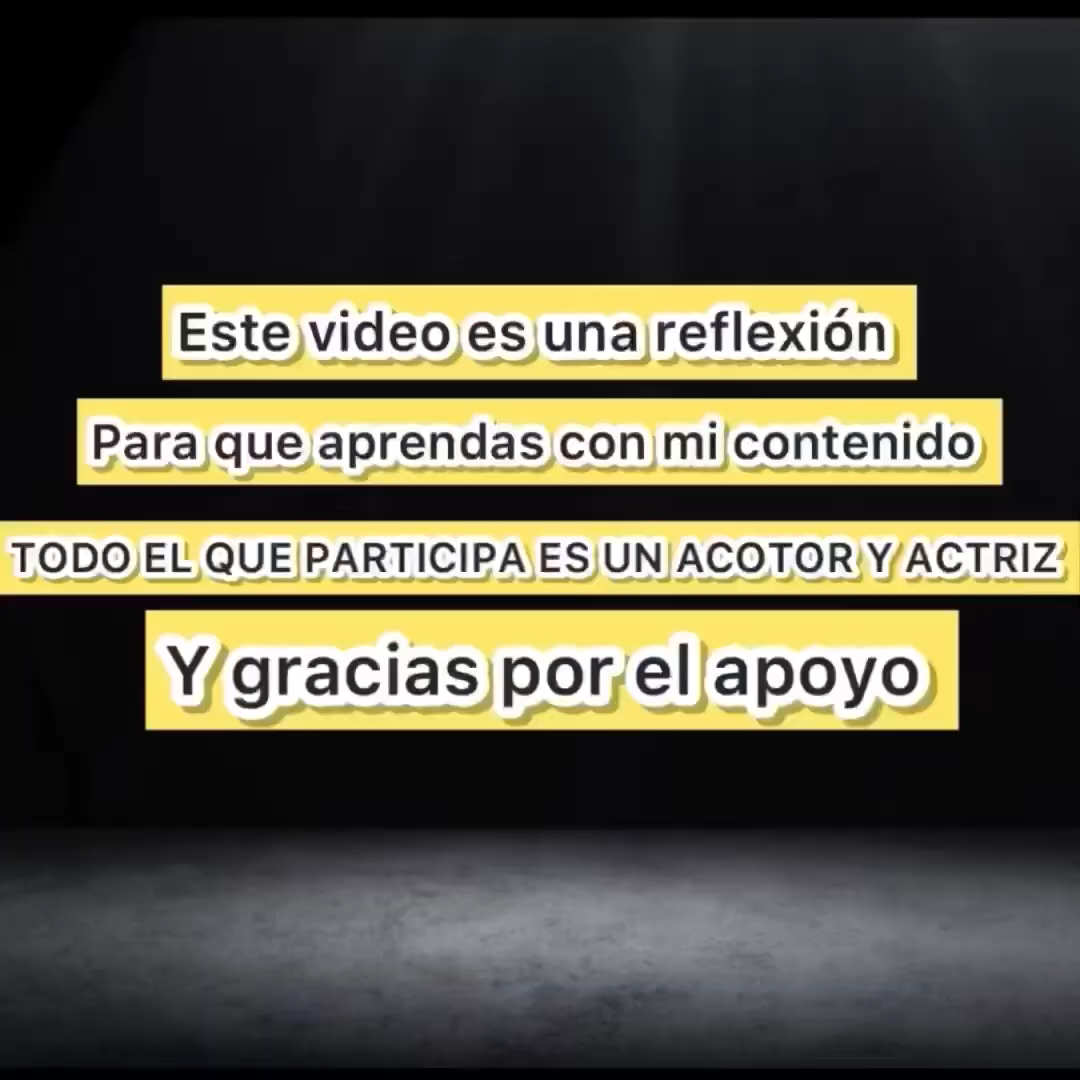 Este video es una reflexión
Para que aprendas con mi contenido
TODO EL QUE PARTICIPA ES UN ACOTOR Y ACTRIZ
Y gracias por el apoyo